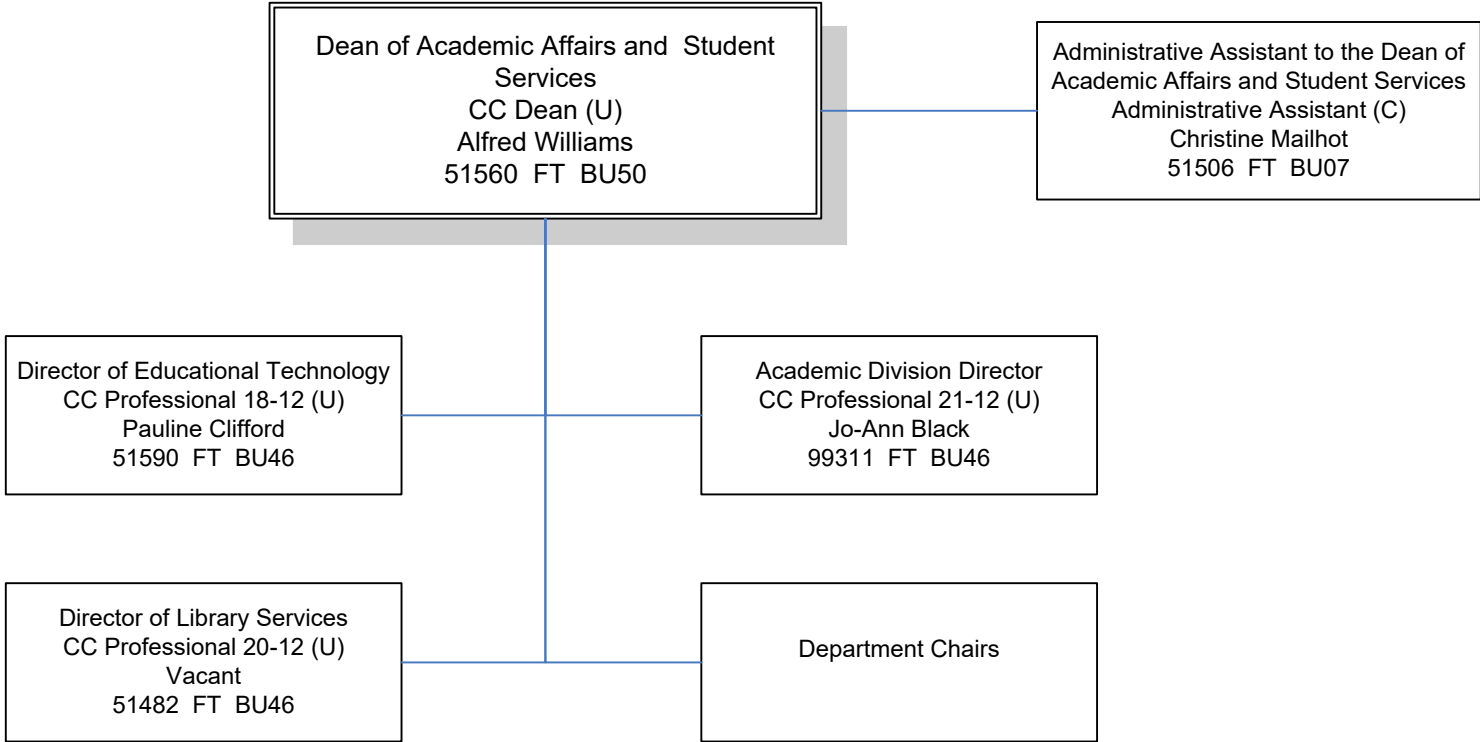 Dean of Academic Affairs and  Student
Services
CC Dean (U)
Alfred Williams
51560  FT  BU50
Administrative Assistant to the Dean of
Academic Affairs and Student Services
Administrative Assistant (C)
Christine Mailhot
51506  FT  BU07
Director of Educational Technology
CC Professional 18-12 (U)
Pauline Clifford
51590  FT  BU46
Academic Division Director
CC Professional 21-12 (U)
Jo-Ann Black
99311  FT  BU46
Director of Library Services
CC Professional 20-12 (U)
Vacant
51482  FT  BU46
Department Chairs